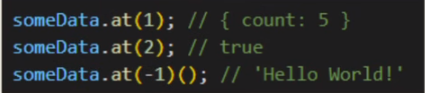 someData.at(1); // { count: 5 }
someData.at(2); // true
someData.at(-1)(); // 'Hello World!'